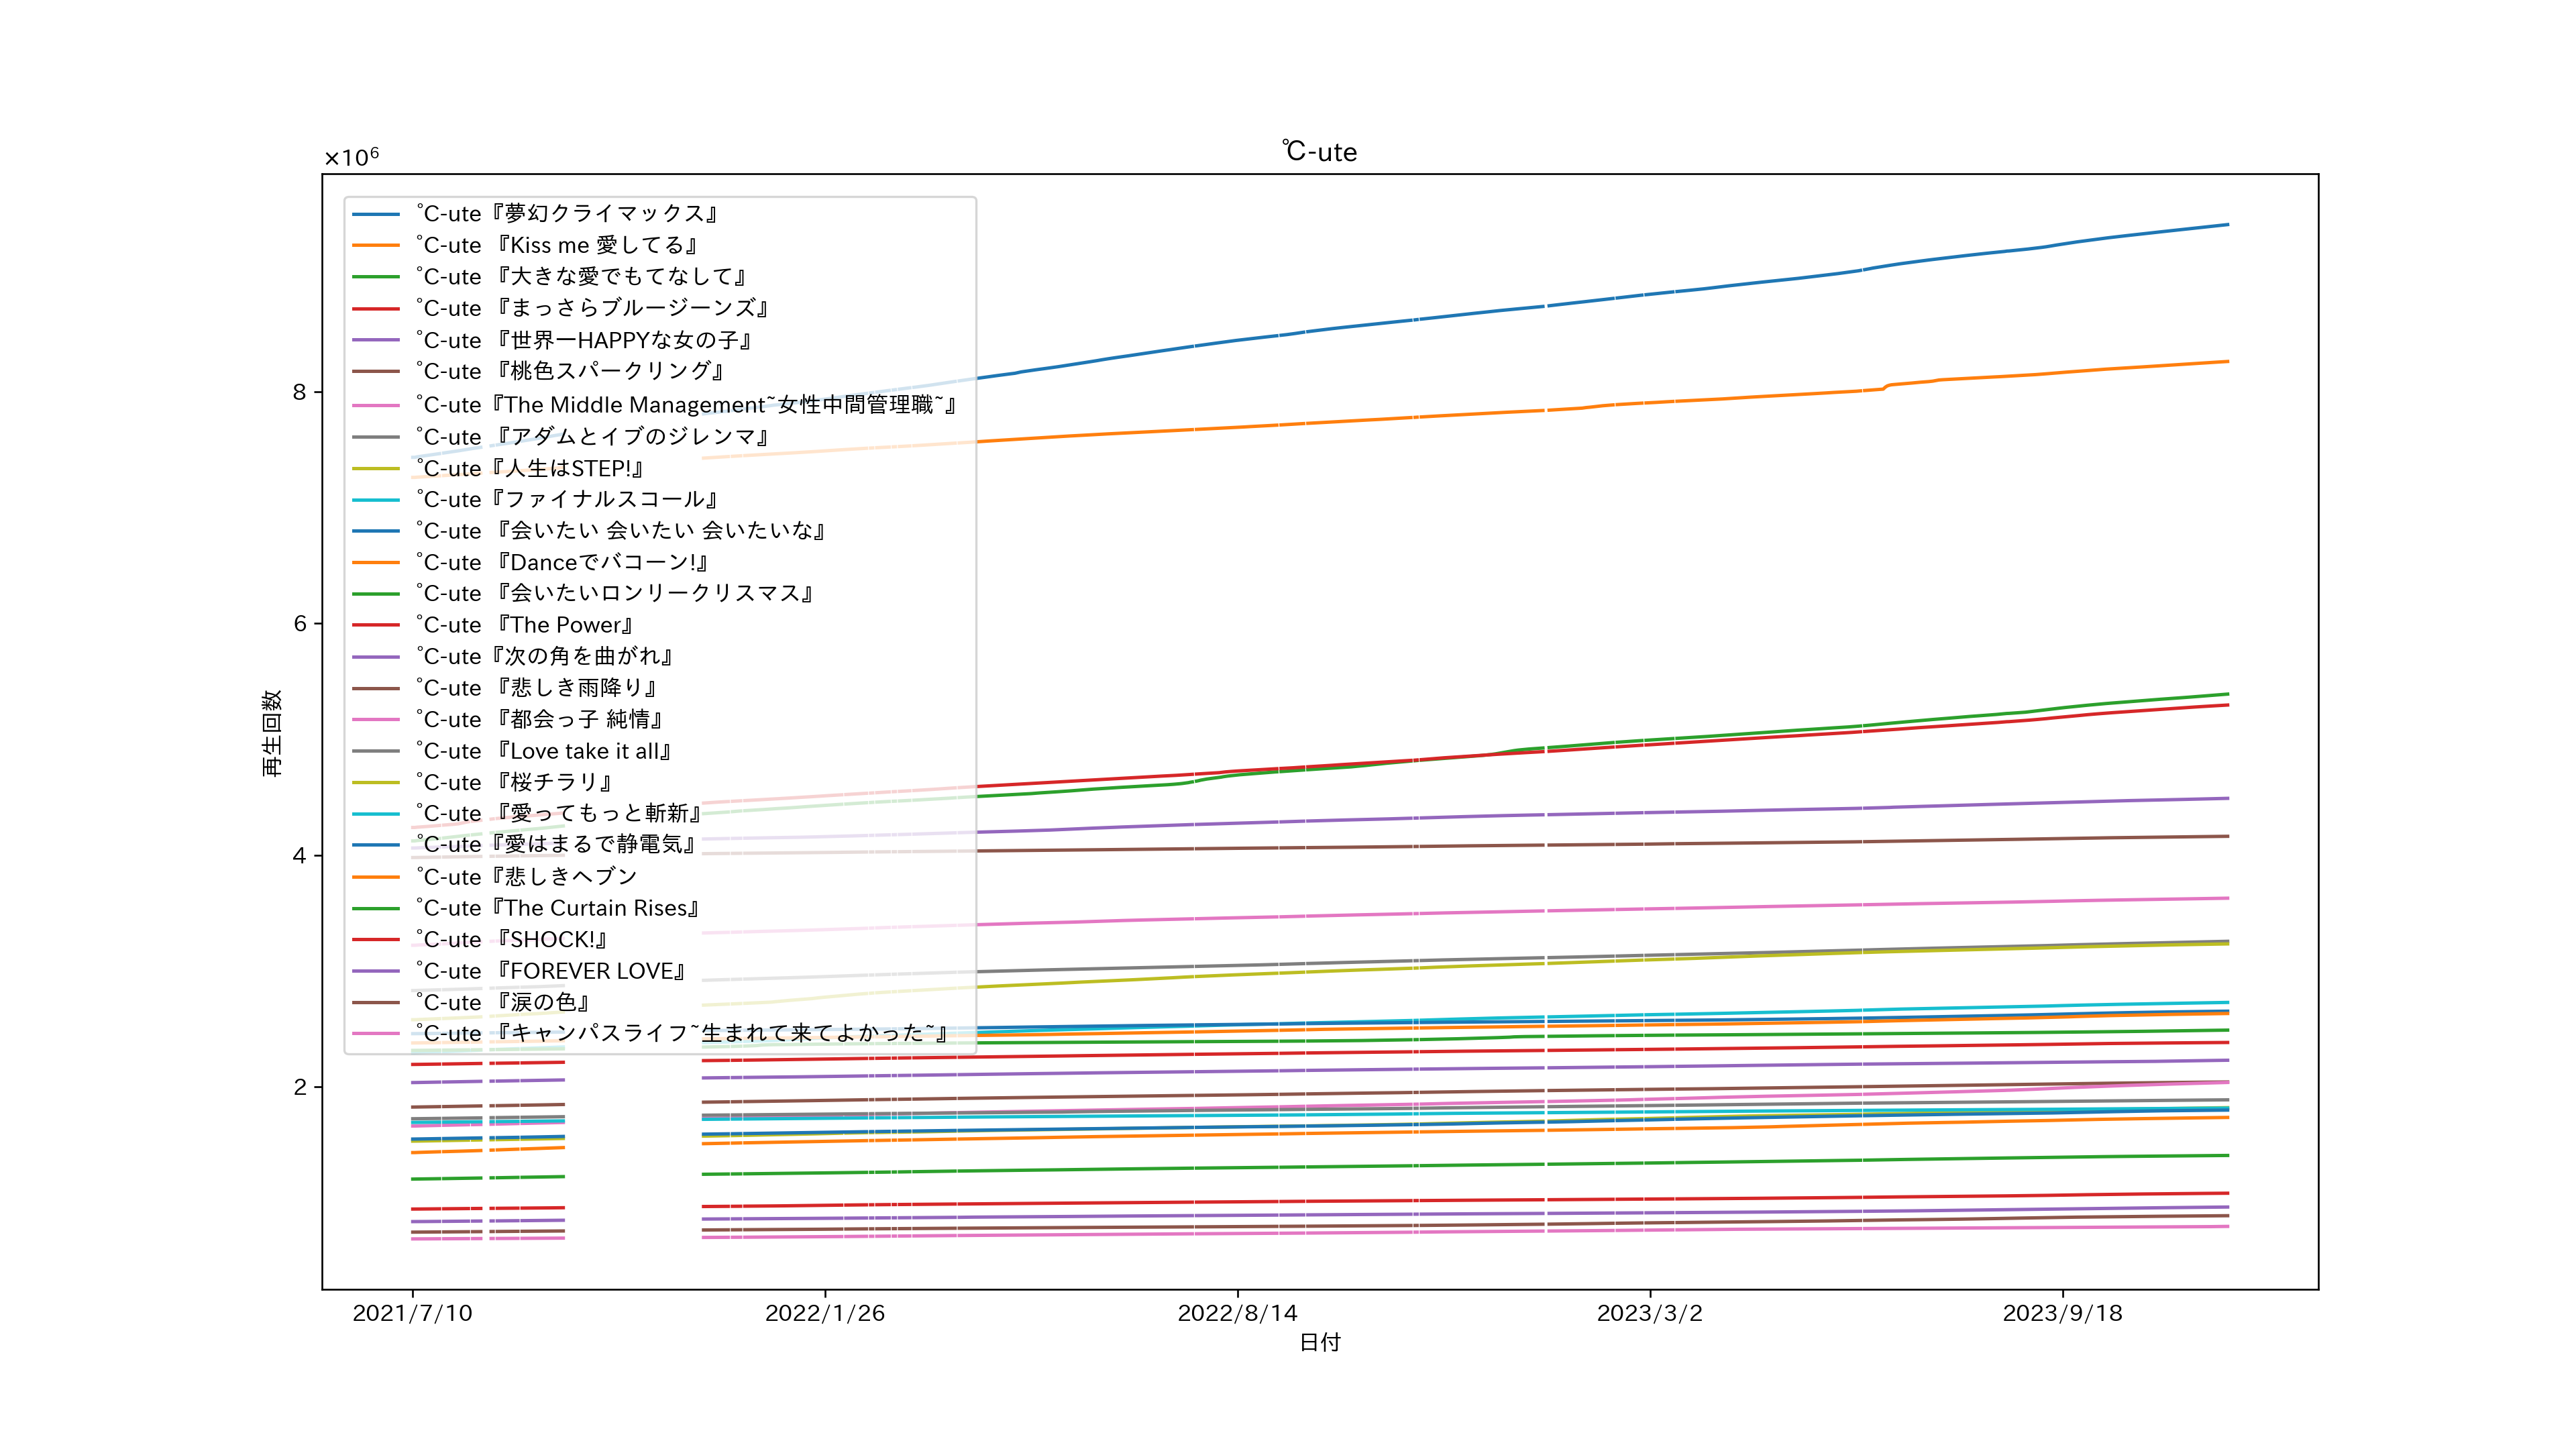 ℃-ute
×10⁶
℃-ute『夢幻クライマックス』
℃-ute 『Kiss me 愛してる』
℃-ute 『大きな愛でもてなして』
℃-ute 『まっさらブルージーンズ』
℃-ute 『世界一HAPPYな女の子』
℃-ute 『桃色スパークリング』
℃-ute『The Middle Management~女性中間管理職~』
℃-ute 『アダムとイブのジレンマ』
℃-ute『人生はSTEP!』
℃-ute『ファイナルスコール』
℃-ute 『会いたい 会いたい 会いたいな』
℃-ute 『Danceでバコーン!』
℃-ute 『会いたいロンリークリスマス』
℃-ute 『The Power』
℃-ute『次の角を曲がれ』
℃-ute 『悲しき雨降り』
℃-ute 『都会っ子 純情』
℃-ute 『Love take it all』
℃-ute 『桜チラリ』
℃-ute 『愛ってもっと斬新』
℃-ute『愛はまるで静電気』
℃-ute『悲しきヘブン
℃-ute『The Curtain Rises』
℃-ute 『SHOCK!』
℃-ute 『FOREVER LOVE』
℃-ute 『涙の色』
℃-ute 『キャンパスライフ~生まれて来てよかった~』
8
6
4
2
再生回数
2021/7/10
2022/1/26
2022/8/14
2023/3/2
2023/9/18
日付